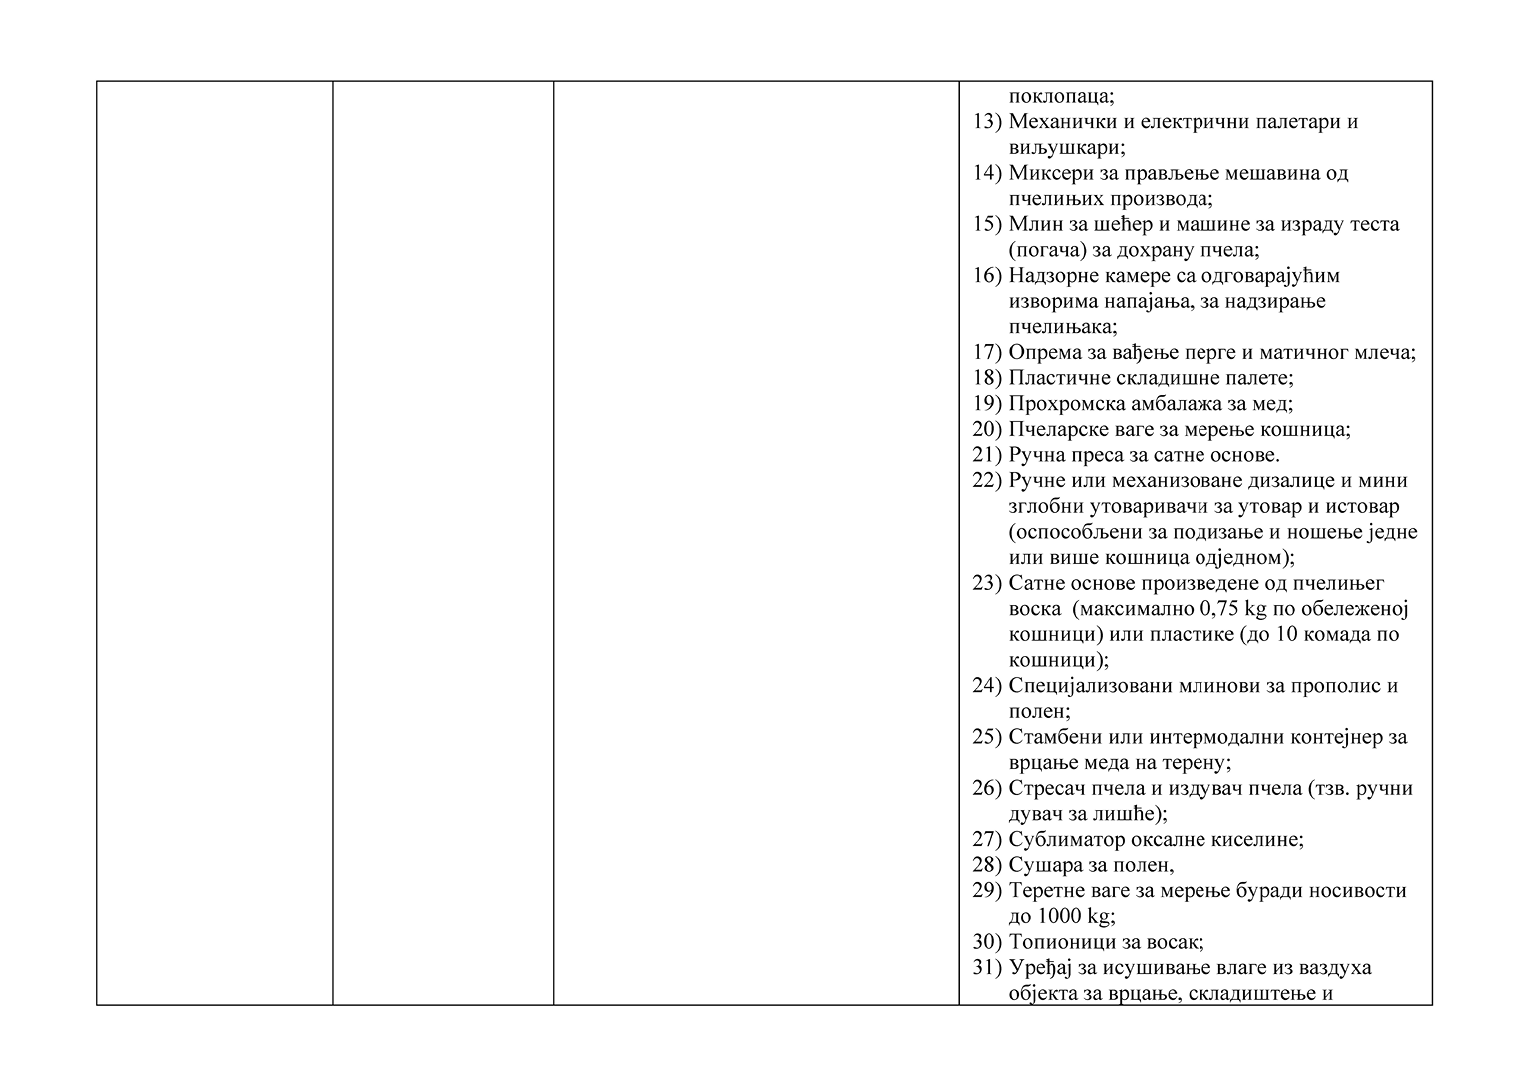 поклопаца;
13) Механички и електрични палетари и
виљушкари;
14) Миксери за прављење мешавина од
пчелињих производа;
15) Млин за шећер и машине за израду теста
(погача) за дохрану пчела;
16) Надзорне камере са одговарајућим
изворима напајања, за надзирање
пчелињака;
17) Опрема за вађење перге и матичног млеча;
18) Пластичне складишне палете;
19) Прохромска амбалажа за мед;
20) Пчеларске ваге за мерење кошница;
21) Ручна преса за сатне основе.
22) Ручне или механизоване дизалице и мини
зглобни утоваривачи за утовар и истовар
(оспособљени за подизање и ношење једне
или више кошница одједном);
23) Сатне основе произведене од пчелињег
воска  (максимално 0,75 kg по обележеној
кошници) или пластике (до 10 комада по
кошници);
24) Специјализовани млинови за прополис и
полен;
25) Стамбени или интермодални контејнер за
врцање меда на терену;
26) Стресач пчела и издувач пчела (тзв. ручни
дувач за лишће);
27) Сублиматор оксалне киселине;
28) Сушара за полен,
29) Теретне ваге за мерење буради носивости
до 1000 kg;
30) Топионици за восак;
31) Уређај за исушивање влаге из ваздуха
објекта за врцање, складиштење и